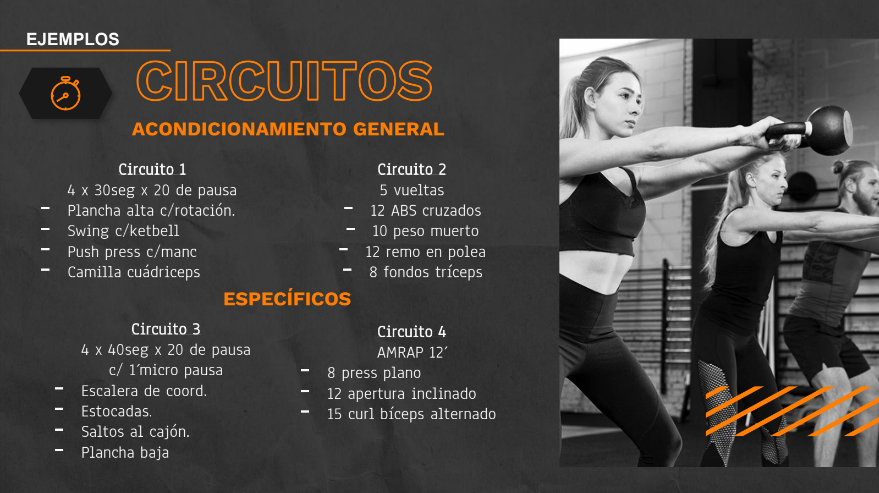 EJEMPLOS
CIRCUITOS
ACONDICIONAMIENTO GENERAL
Circuito 1
4 x 30seg x 20 de pausa
- Plancha alta c/rotación.
- Swing c/ketbell
- Push press c/manc
- Camilla cuádriceps
Circuito 2
5 vueltas
- 12 ABS cruzados
- 10 peso muerto
- 12 remo en polea
- 8 fondos tríceps
ESPECÍFICOS
Circuito 3
4 x 40seg x 20 de pausa
c/ 1´micro pausa
- Escalera de coord.
- Estocadas.
- Saltos al cajón.
- Plancha baja
Circuito 4
AMRAP 12´
- 8 press plano
- 12 apertura inclinado
- 15 curl bíceps alternado